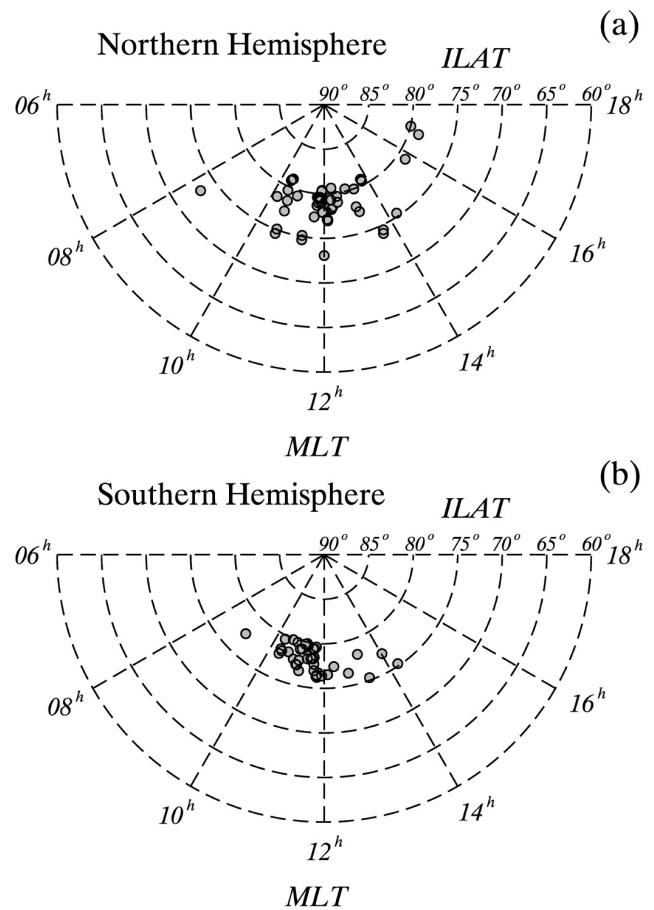 (a)
Northern Hemisphere
ILAT
06ʰ 90° 85° 80° 75° 70° 65° 60° 18ʰ
08ʰ 16ʰ
10ʰ 14ʰ
12ʰ
MLT
(b)
Southern Hemisphere
ILAT
06ʰ 90° 85° 80° 75° 70° 65° 60° 18ʰ
08ʰ 16ʰ
10ʰ 14ʰ
12ʰ
MLT